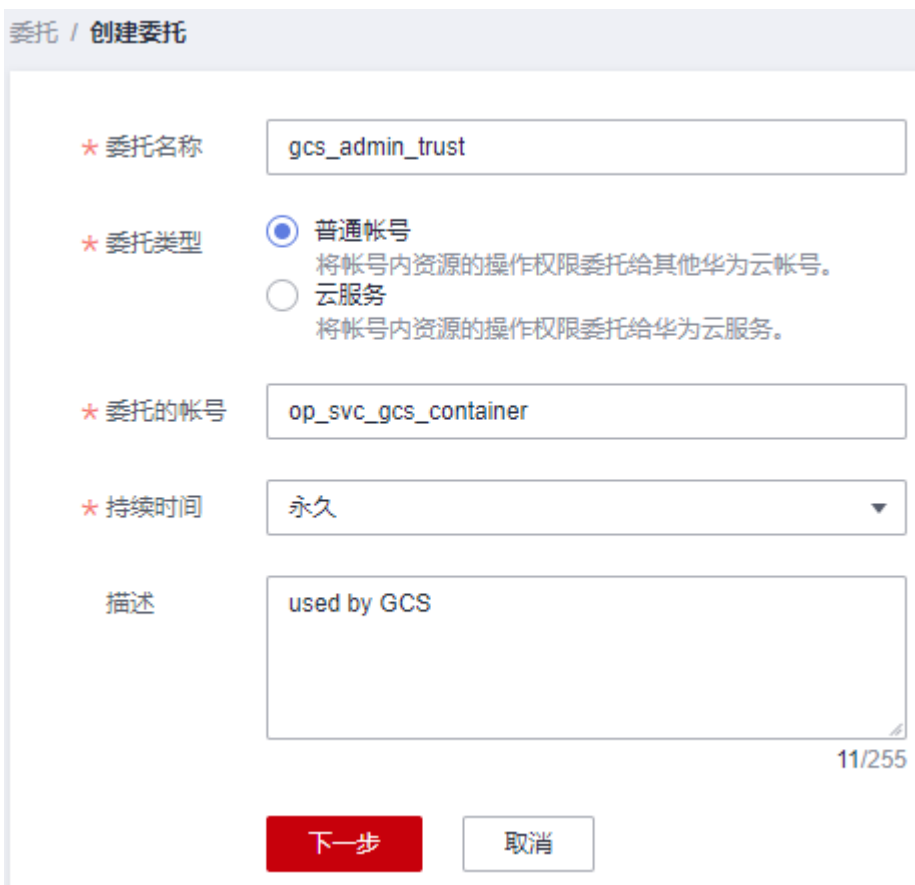 委托 / 创建委托
* 委托名称 gcs_admin_trust
* 委托类型 普通帐号
将帐号内资源的操作权限委托给其他华为云帐号。
云服务
将帐号内资源的操作权限委托给华为云服务。
* 委托的帐号 op_svc_gcs_container
* 持续时间 永久
描述 used by GCS
11/255
下一步 取消